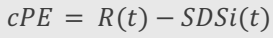 cPE = R(t) − SDSi(t)